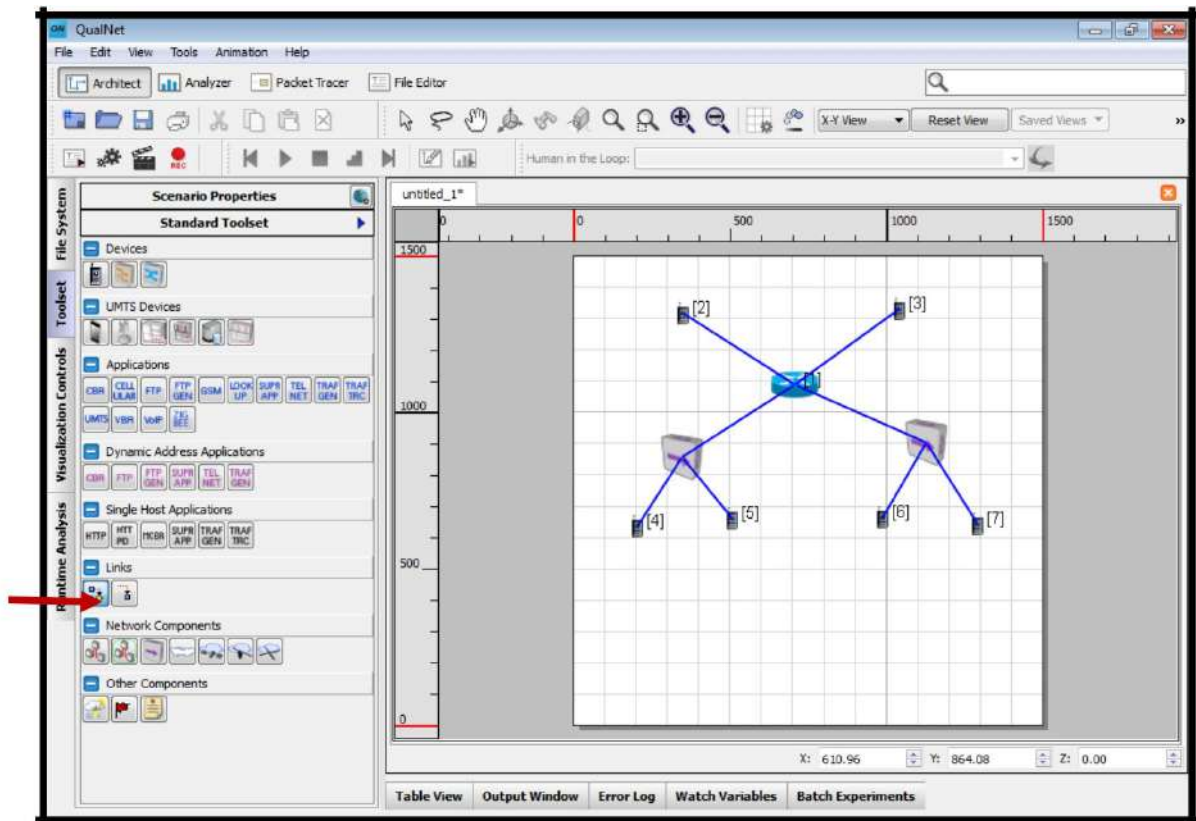 QN QualNet
File Edit View Tools Animation Help
Architect Analyzer Packet Tracer File Editor
X-Y View Reset View Saved Views »
REC Human in the Loop:
File System
Toolset
Visualization Controls
Runtime Analysis
Scenario Properties
Standard Toolset
Devices
UMTS Devices
Applications
CBR CELLULAR FTP FTP GEN GSM LOOK UP SUPR APP TEL NET TRAF GEN TRAF TRC
UMTS VBR VoIP ZIG BEE
Dynamic Address Applications
CBR FTP FTP GEN SUPR APP TEL NET TRAF GEN
Single Host Applications
HTTP HTT PD MCBR SUPR APP TRAF GEN TRAF TRC
Links
Network Components
Other Components
untitled_1*
0 0 500 1000 1500
1500
1000
500
0
[2] [3]
[1]
[4] [5] [6] [7]
X: 610.96 Y: 864.08 Z: 0.00
Table View Output Window Error Log Watch Variables Batch Experiments